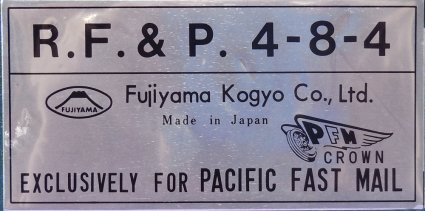 R.F. & P. 4-8-4
FUJIYAMA
Fujiyama Kogyo Co., Ltd.
Made in Japan
PFM
CROWN
EXCLUSIVELY FOR PACIFIC FAST MAIL